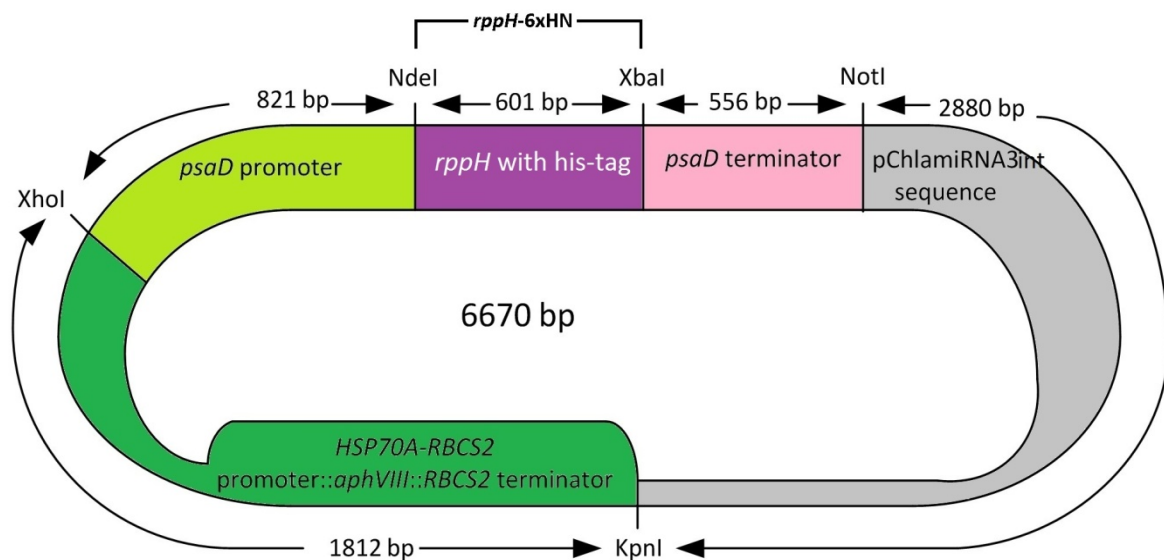 rppH-6xHN
NdeI
XbaI
NotI
821 bp
601 bp
556 bp
2880 bp
psaD promoter
rppH with his-tag
psaD terminator
pChlamiRNA3int
sequence
XhoI
6670 bp
HSP70A-RBCS2
promoter::aphVIII::RBCS2 terminator
1812 bp
KpnI